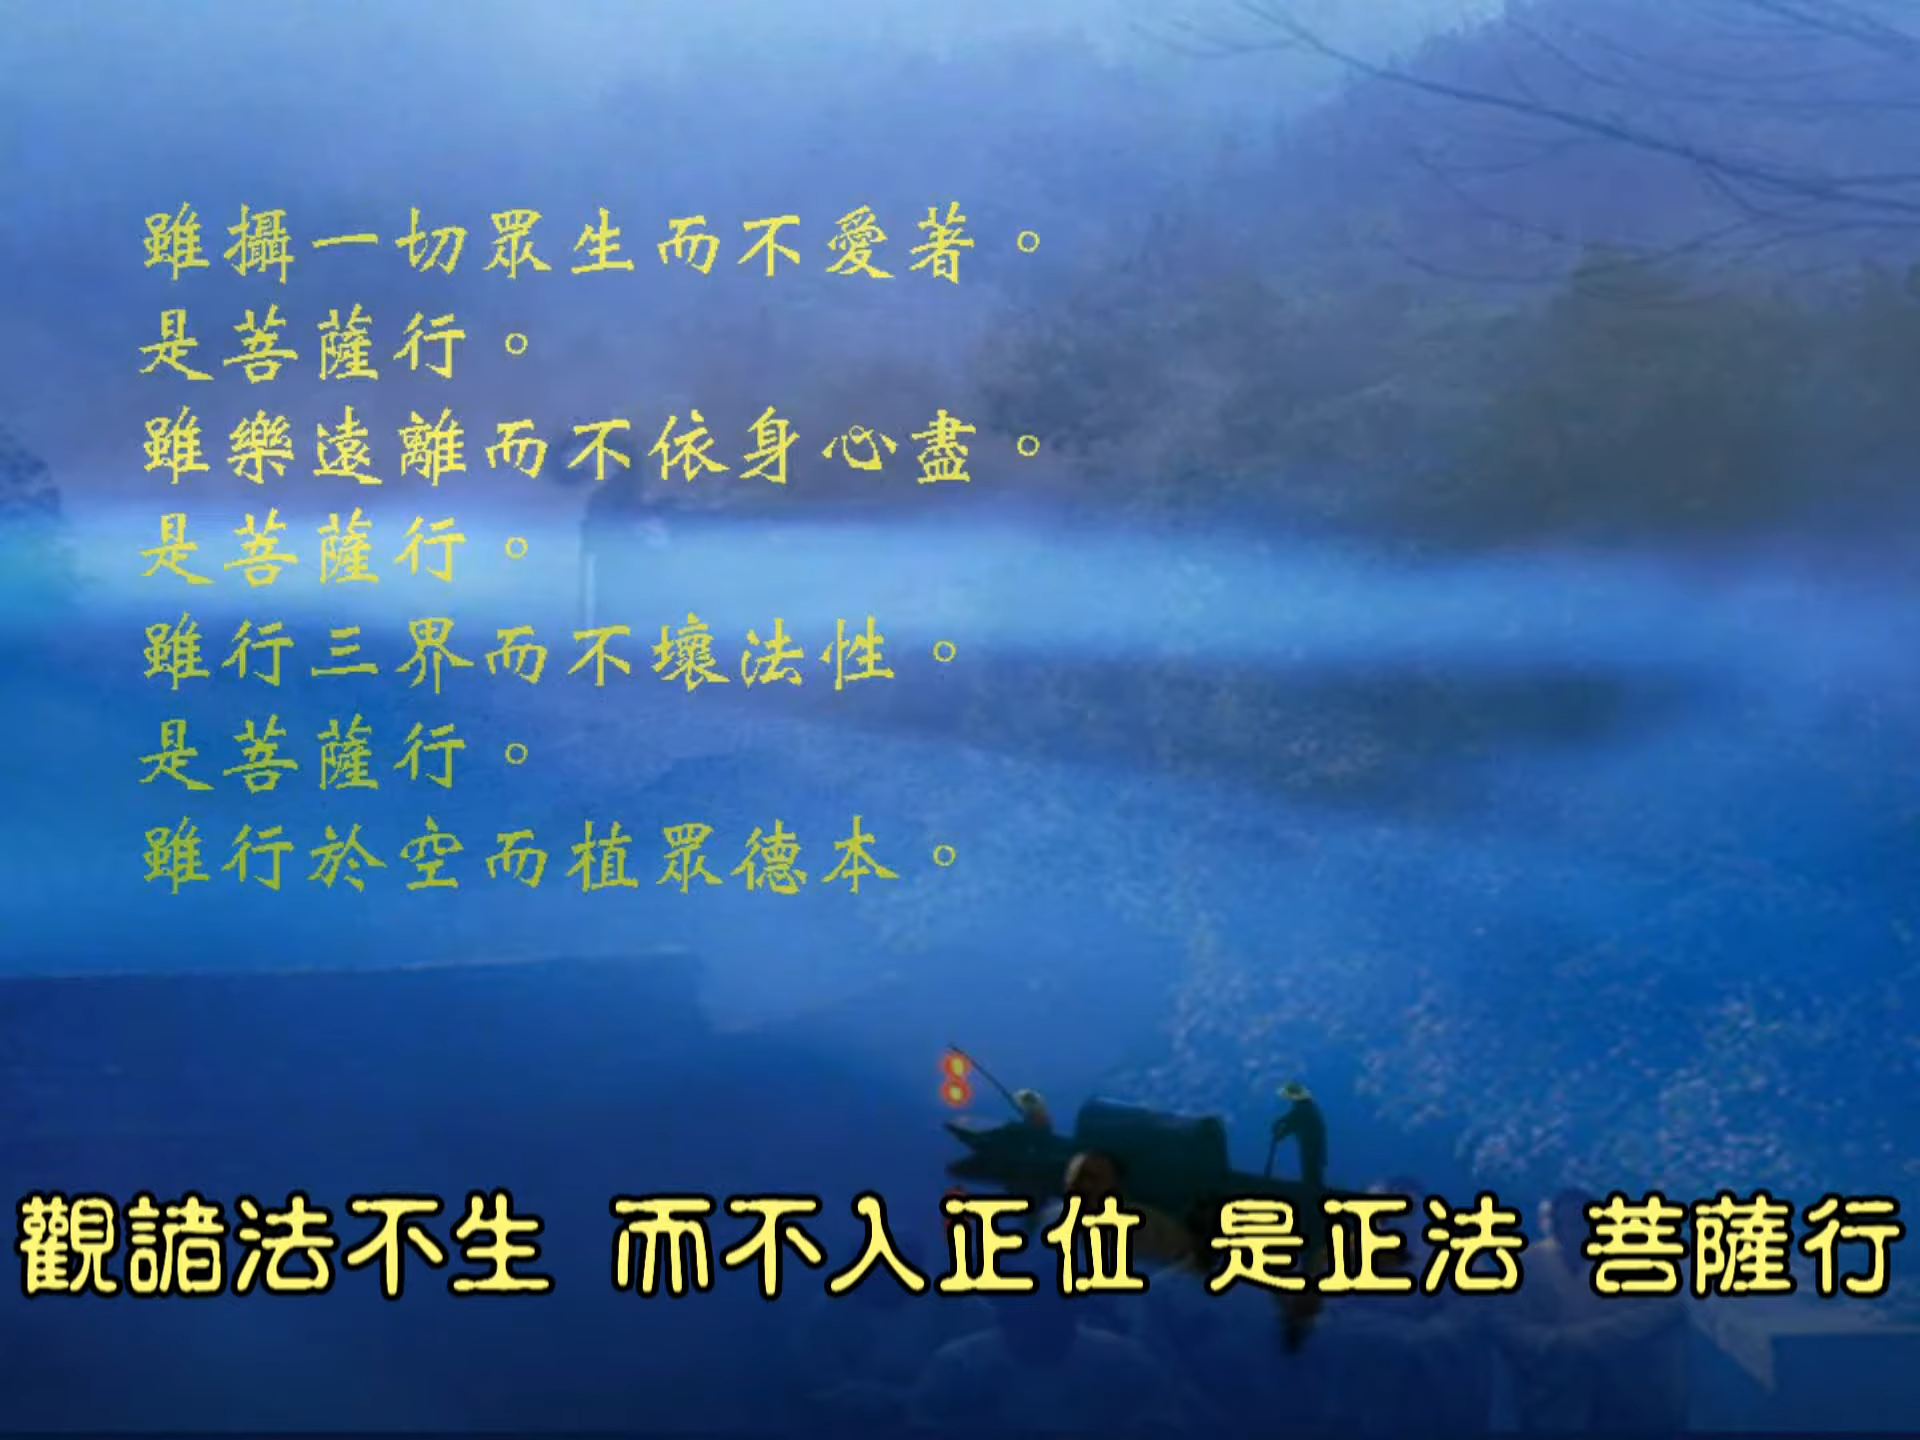 雖攝一切眾生而不愛著。
是菩薩行。
雖樂遠離而不依身心盡。
是菩薩行。
雖行三界而不壞法性。
是菩薩行。
雖行於空而植眾德本。
觀諸法不生 而不入正位 是正法 菩薩行